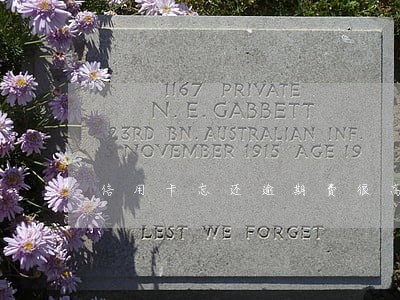 1167 PRIVATE
N. E. GABBETT
23RD BN. AUSTRALIAN INF.
NOVEMBER 1915 AGE 19
信用卡忘还逾期费很高
LEST WE FORGET